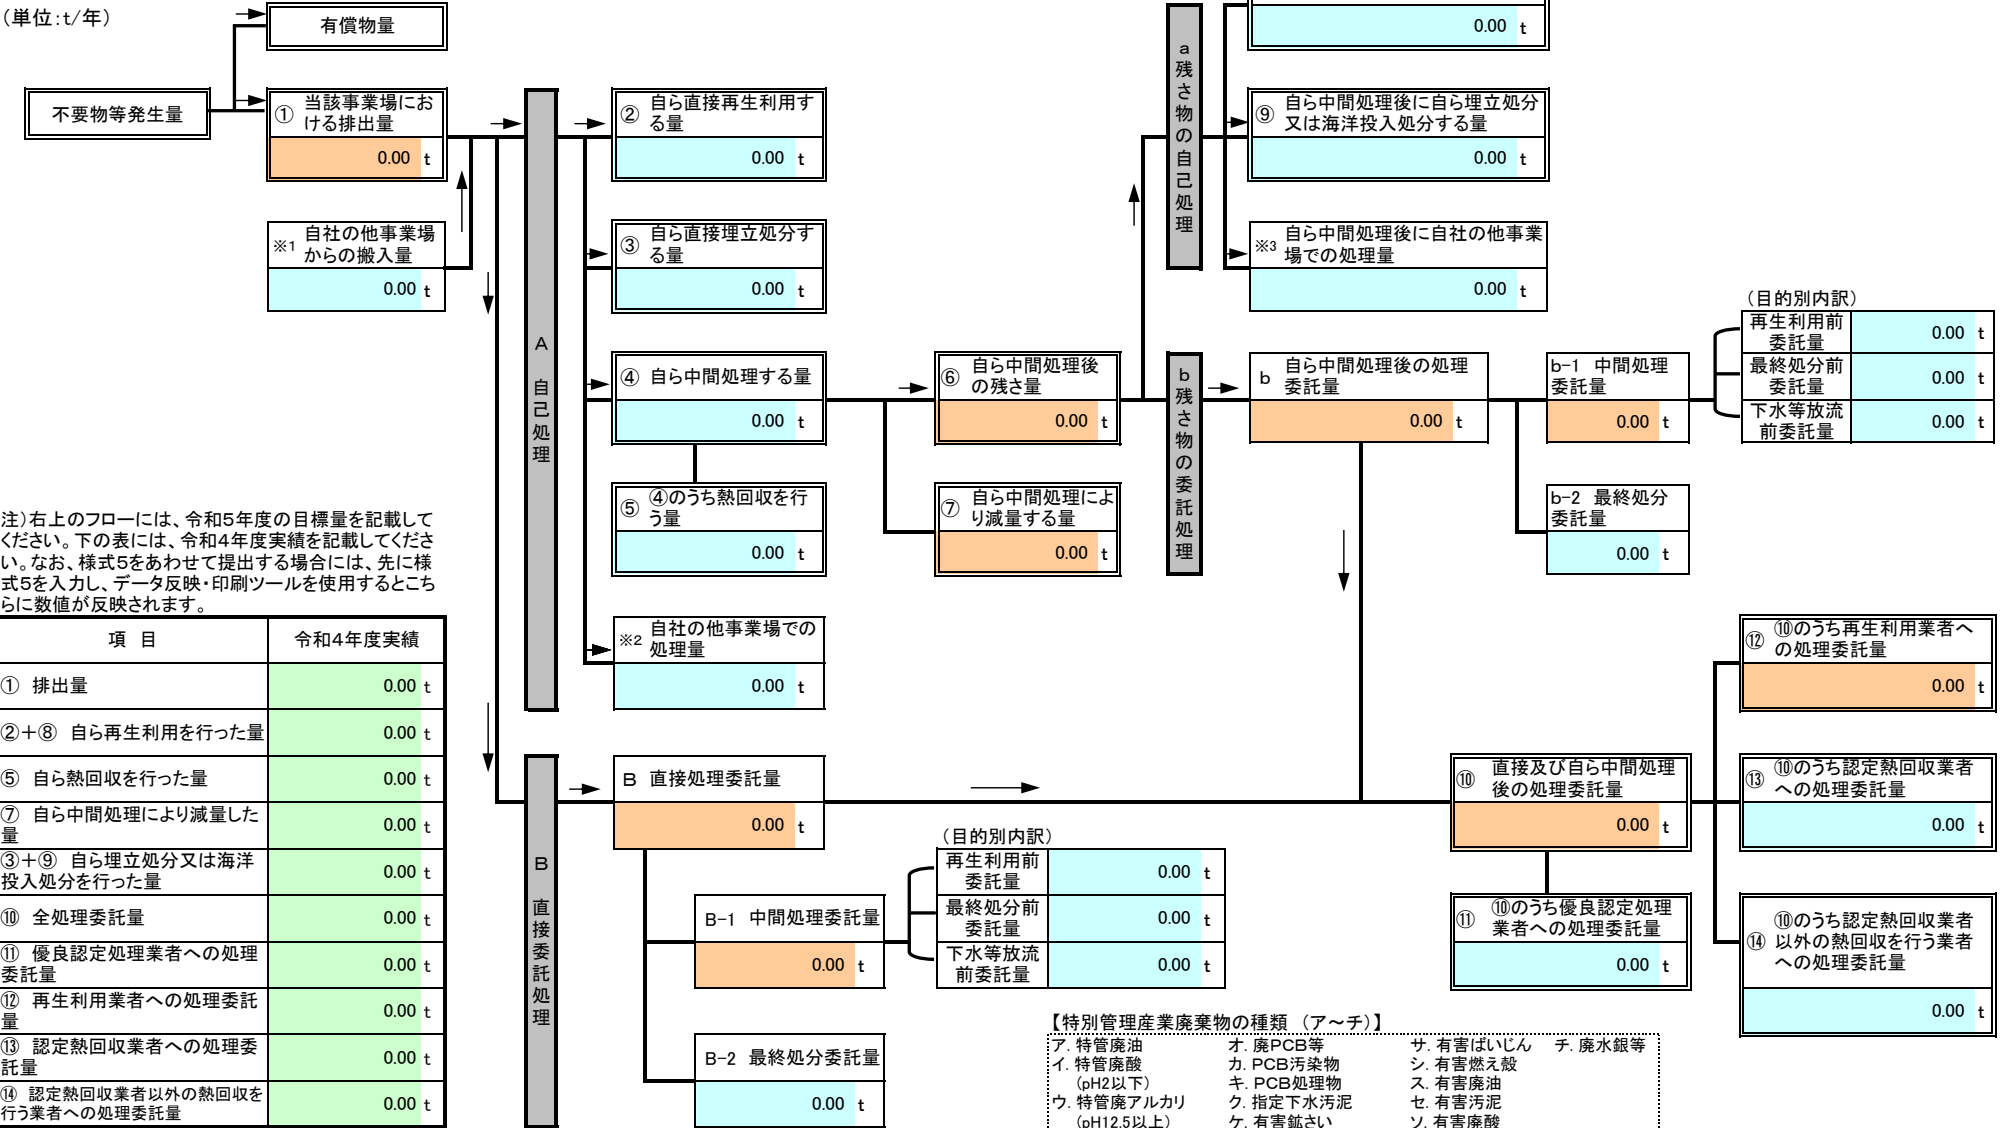 （単位：t/年）
有償物量
不要物等発生量
① 当該事業場にお
ける排出量
0.00 t
※1 自社の他事業場
からの搬入量
0.00 t
A 自己処理
② 自ら直接再生利用す
る量
0.00 t
③ 自ら直接埋立処分す
る量
0.00 t
④ 自ら中間処理する量
0.00 t
⑤ ④のうち熱回収を行
う量
0.00 t
※2 自社の他事業場での
処理量
0.00 t
⑥ 自ら中間処理後
の残さ量
0.00 t
⑦ 自ら中間処理によ
り減量する量
0.00 t
a残さ物の自己処理
0.00 t
⑨ 自ら中間処理後に自ら埋立処分
又は海洋投入処分する量
0.00 t
※3 自ら中間処理後に自社の他事業
場での処理量
0.00 t
b残さ物の委託処理
b 自ら中間処理後の処理
委託量
0.00 t
b-1 中間処理
委託量
0.00 t
（目的別内訳）
再生利用前
委託量 0.00 t
最終処分前
委託量 0.00 t
下水等放流
前委託量 0.00 t
b-2 最終処分
委託量
0.00 t
注）右上のフローには、令和5年度の目標量を記載して
ください。下の表には、令和4年度実績を記載してくださ
い。なお、様式5をあわせて提出する場合には、先に様
式5を入力し、データ反映・印刷ツールを使用するとこち
らに数値が反映されます。
項 目 令和4年度実績
① 排出量 0.00 t
②＋⑧ 自ら再生利用を行った量 0.00 t
⑤ 自ら熱回収を行った量 0.00 t
⑦ 自ら中間処理により減量した
量 0.00 t
③＋⑨ 自ら埋立処分又は海洋
投入処分を行った量 0.00 t
⑩ 全処理委託量 0.00 t
⑪ 優良認定処理業者への処理
委託量 0.00 t
⑫ 再生利用業者への処理委託
量 0.00 t
⑬ 認定熱回収業者への処理委
託量 0.00 t
⑭ 認定熱回収業者以外の熱回収を
行う業者への処理委託量 0.00 t
B 直接委託処理
B 直接処理委託量
0.00 t
B-1 中間処理委託量
0.00 t
（目的別内訳）
再生利用前
委託量 0.00 t
最終処分前
委託量 0.00 t
下水等放流
前委託量 0.00 t
B-2 最終処分委託量
0.00 t
⑩ 直接及び自ら中間処理
後の処理委託量
0.00 t
⑪ ⑩のうち優良認定処理
業者への処理委託量
0.00 t
⑫ ⑩のうち再生利用業者へ
の処理委託量
0.00 t
⑬ ⑩のうち認定熱回収業者
への処理委託量
0.00 t
⑭ ⑩のうち認定熱回収業者
以外の熱回収を行う業者
への処理委託量
0.00 t
【特別管理産業廃棄物の種類 （ア～チ）】
ア. 特管廃油 オ. 廃PCB等 サ. 有害ばいじん チ. 廃水銀等
イ. 特管廃酸 カ. PCB汚染物 シ. 有害燃え殻
（pH2以下） キ. PCB処理物 ス. 有害廃油
ウ. 特管廃アルカリ ク. 指定下水汚泥 セ. 有害汚泥
（pH12.5以上） ケ. 有害鉱さい ソ. 有害廃酸